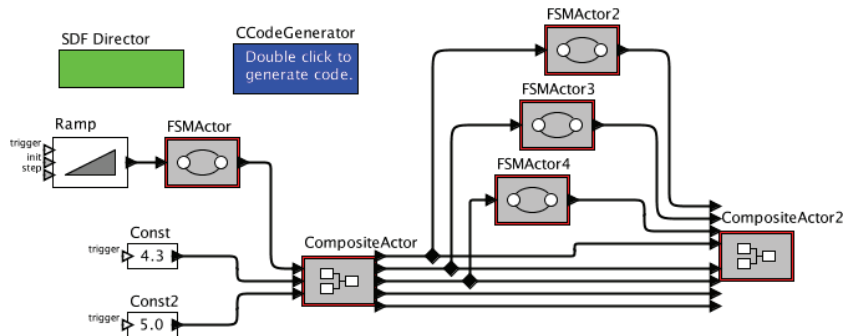 FSMActor2
SDF Director
CCodeGenerator
Double click to
generate code.
FSMActor3
Ramp
FSMActor
trigger
init
step
FSMActor4
CompositeActor2
Const
CompositeActor
trigger
4.3
Const2
trigger
5.0